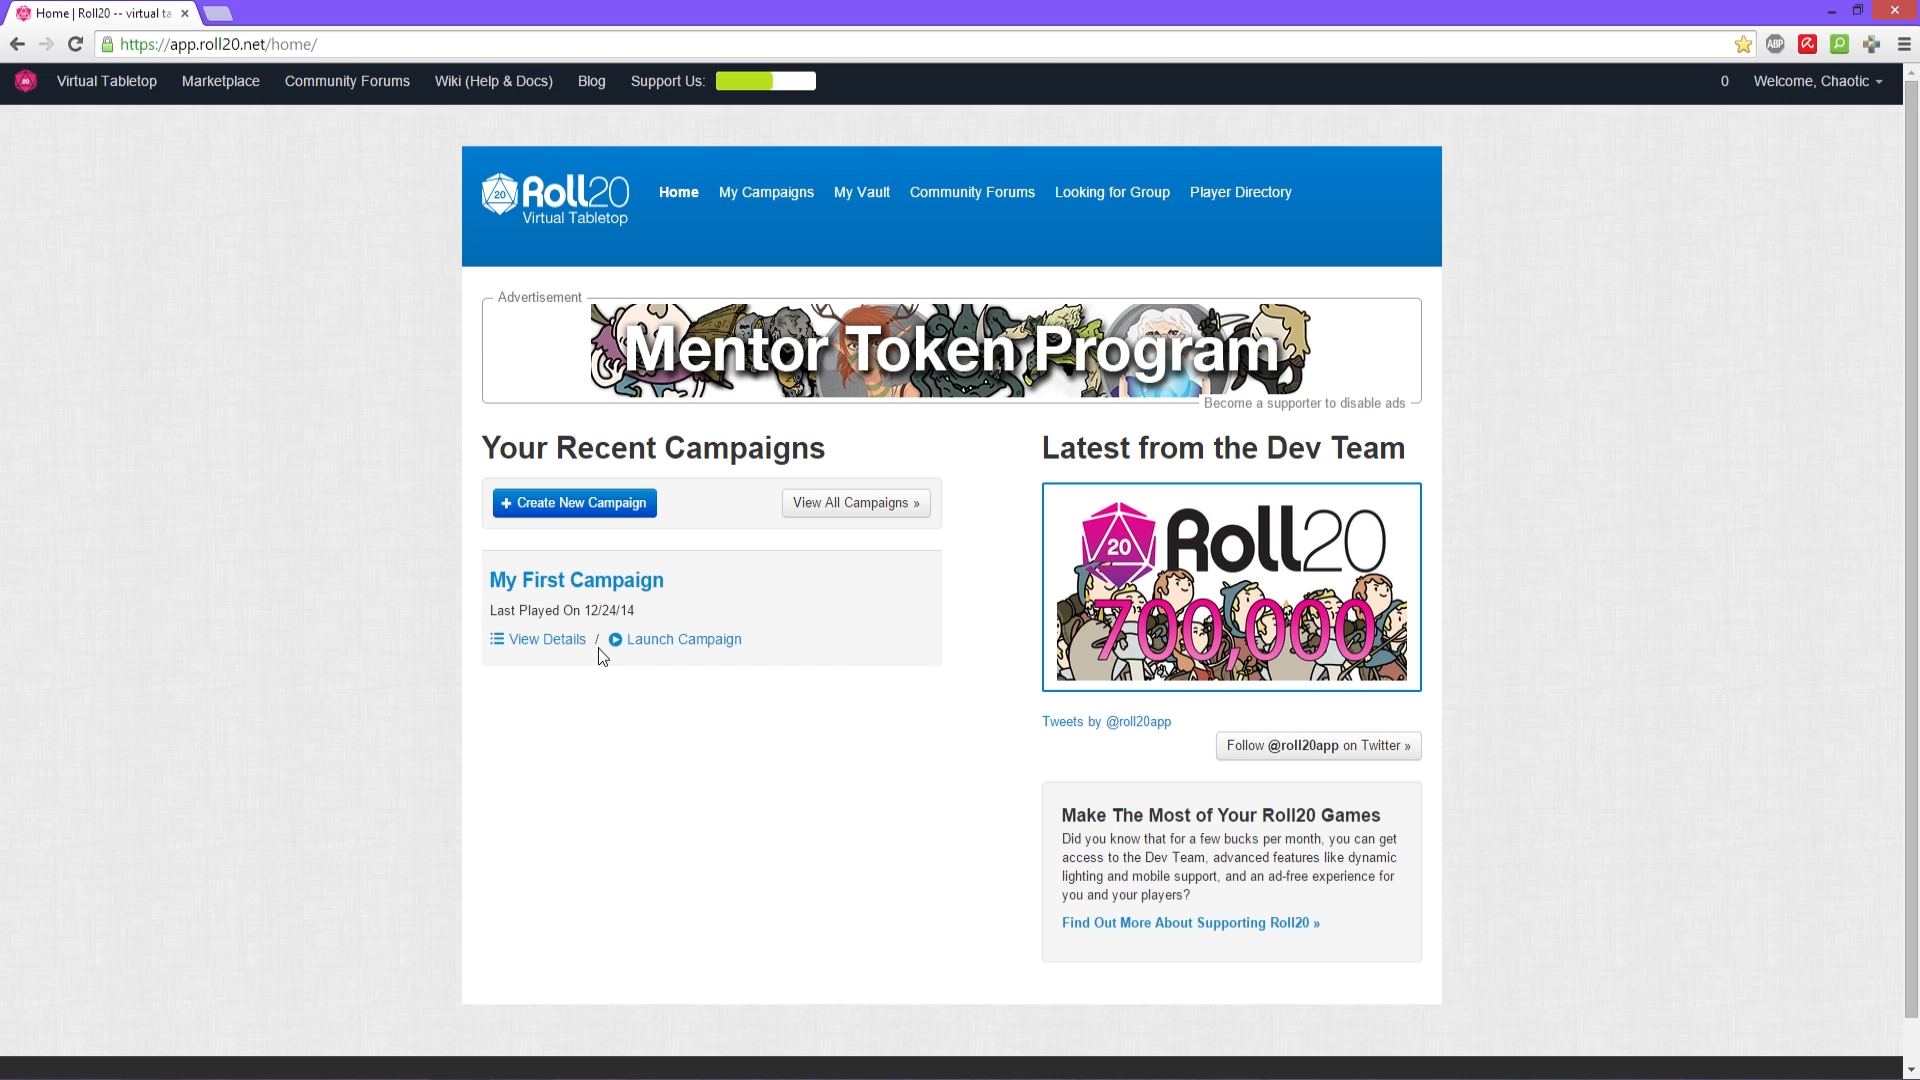 Home | Roll20 -- virtual ta
https://app.roll20.net/home/
ABP
20
Virtual Tabletop
Marketplace
Community Forums
Wiki (Help & Docs)
Blog
Support Us:
0
Welcome, Chaotic
20
Roll20
Virtual Tabletop
Home
My Campaigns
My Vault
Community Forums
Looking for Group
Player Directory
Advertisement
Mentor Token Program
Become a supporter to disable ads
Your Recent Campaigns
+ Create New Campaign
View All Campaigns »
My First Campaign
Last Played On 12/24/14
View Details / Launch Campaign
Latest from the Dev Team
20
Roll20
700,000
Tweets by @roll20app
Follow @roll20app on Twitter »
Make The Most of Your Roll20 Games
Did you know that for a few bucks per month, you can get
access to the Dev Team, advanced features like dynamic
lighting and mobile support, and an ad-free experience for
you and your players?
Find Out More About Supporting Roll20 »